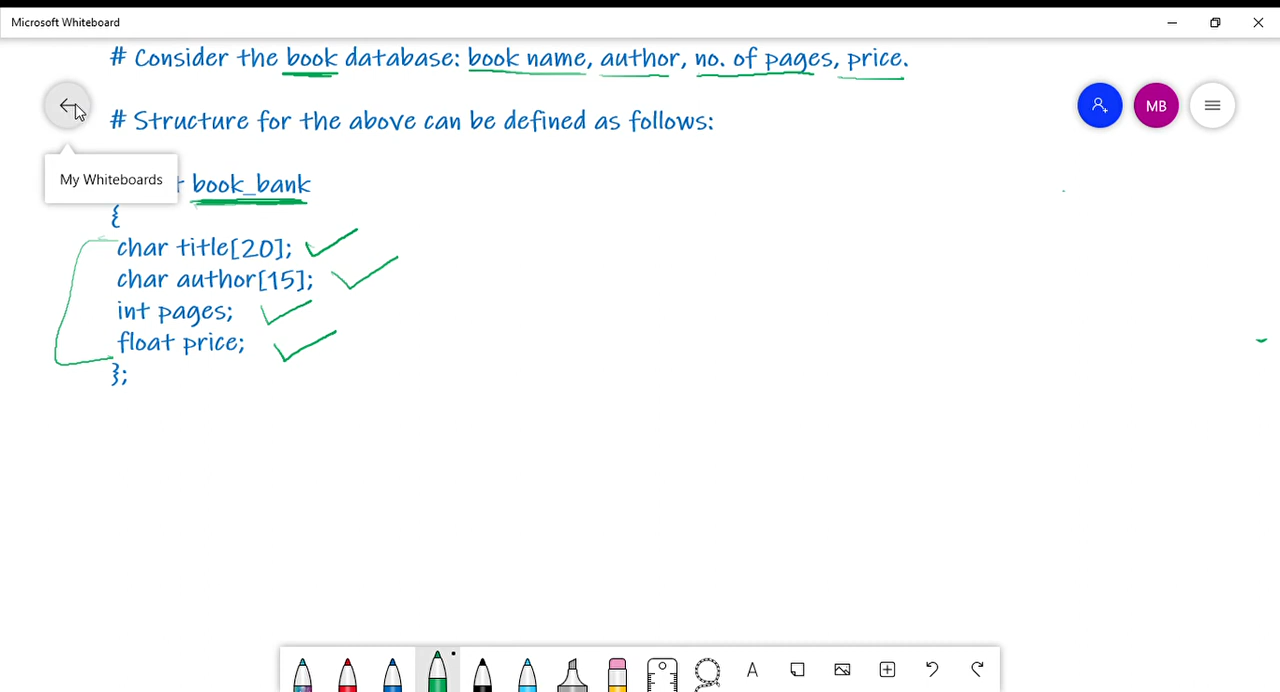 Microsoft Whiteboard
# Consider the book database: book name, author, no. of pages, price.
MB
# Structure for the above can be defined as follows:
My Whiteboards
book_bank
{
char title[20];
char author[15];
int pages;
float price;
};
A